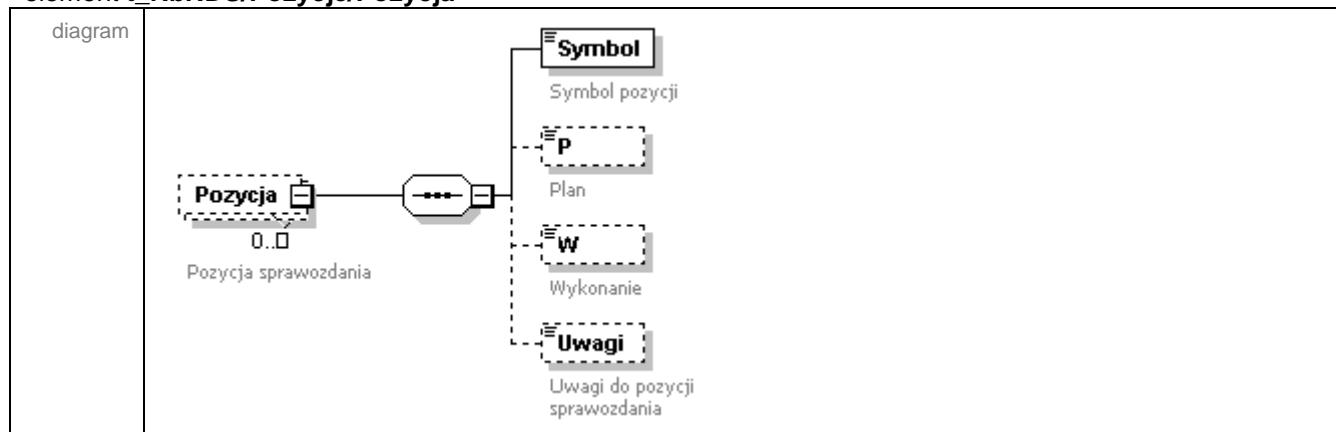 diagram
Symbol
Symbol pozycji
P
Plan
Pozycja
0..
Pozycja sprawozdania
W
Wykonanie
Uwagi
Uwagi do pozycji
sprawozdania